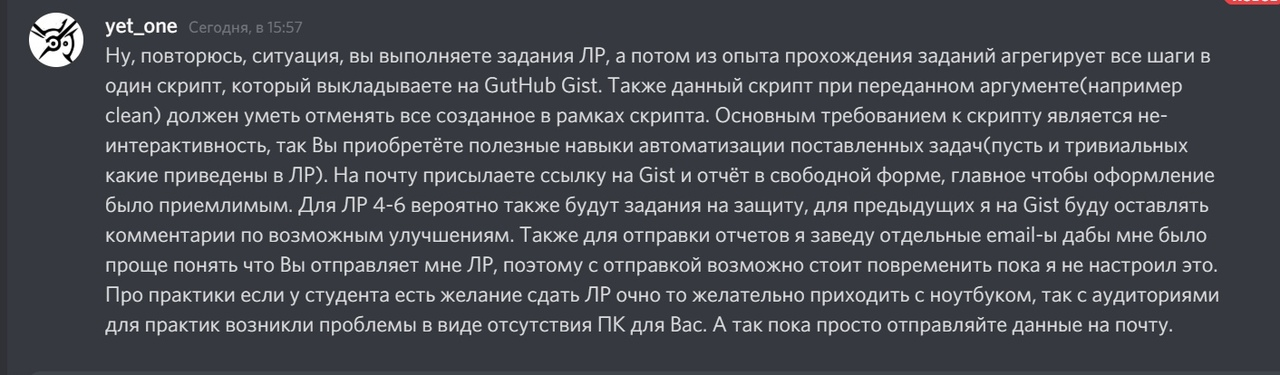 yet_one Сегодня, в 15:57
Ну, повторюсь, ситуация, вы выполняете задания ЛР, а потом из опыта прохождения заданий агрегирует все шаги в
один скрипт, который выкладываете на GutHub Gist. Также данный скрипт при переданном аргументе(например
clean) должен уметь отменять все созданное в рамках скрипта. Основным требованием к скрипту является не-
интерактивность, так Вы приобретёте полезные навыки автоматизации поставленных задач(пусть и тривиальных
какие приведены в ЛР). На почту присылаете ссылку на Gist и отчёт в свободной форме, главное чтобы оформление
было приемлимым. Для ЛР 4-6 вероятно также будут задания на защиту, для предыдущих я на Gist буду оставлять
комментарии по возможным улучшениям. Также для отправки отчетов я заведу отдельные email-ы дабы мне было
проще понять что Вы отправляет мне ЛР, поэтому с отправкой возможно стоит повременить пока я не настроил это.
Про практики если у студента есть желание сдать ЛР очно то желательно приходить с ноутбуком, так с аудиториями
для практик возникли проблемы в виде отсутствия ПК для Вас. А так пока просто отправляйте данные на почту.